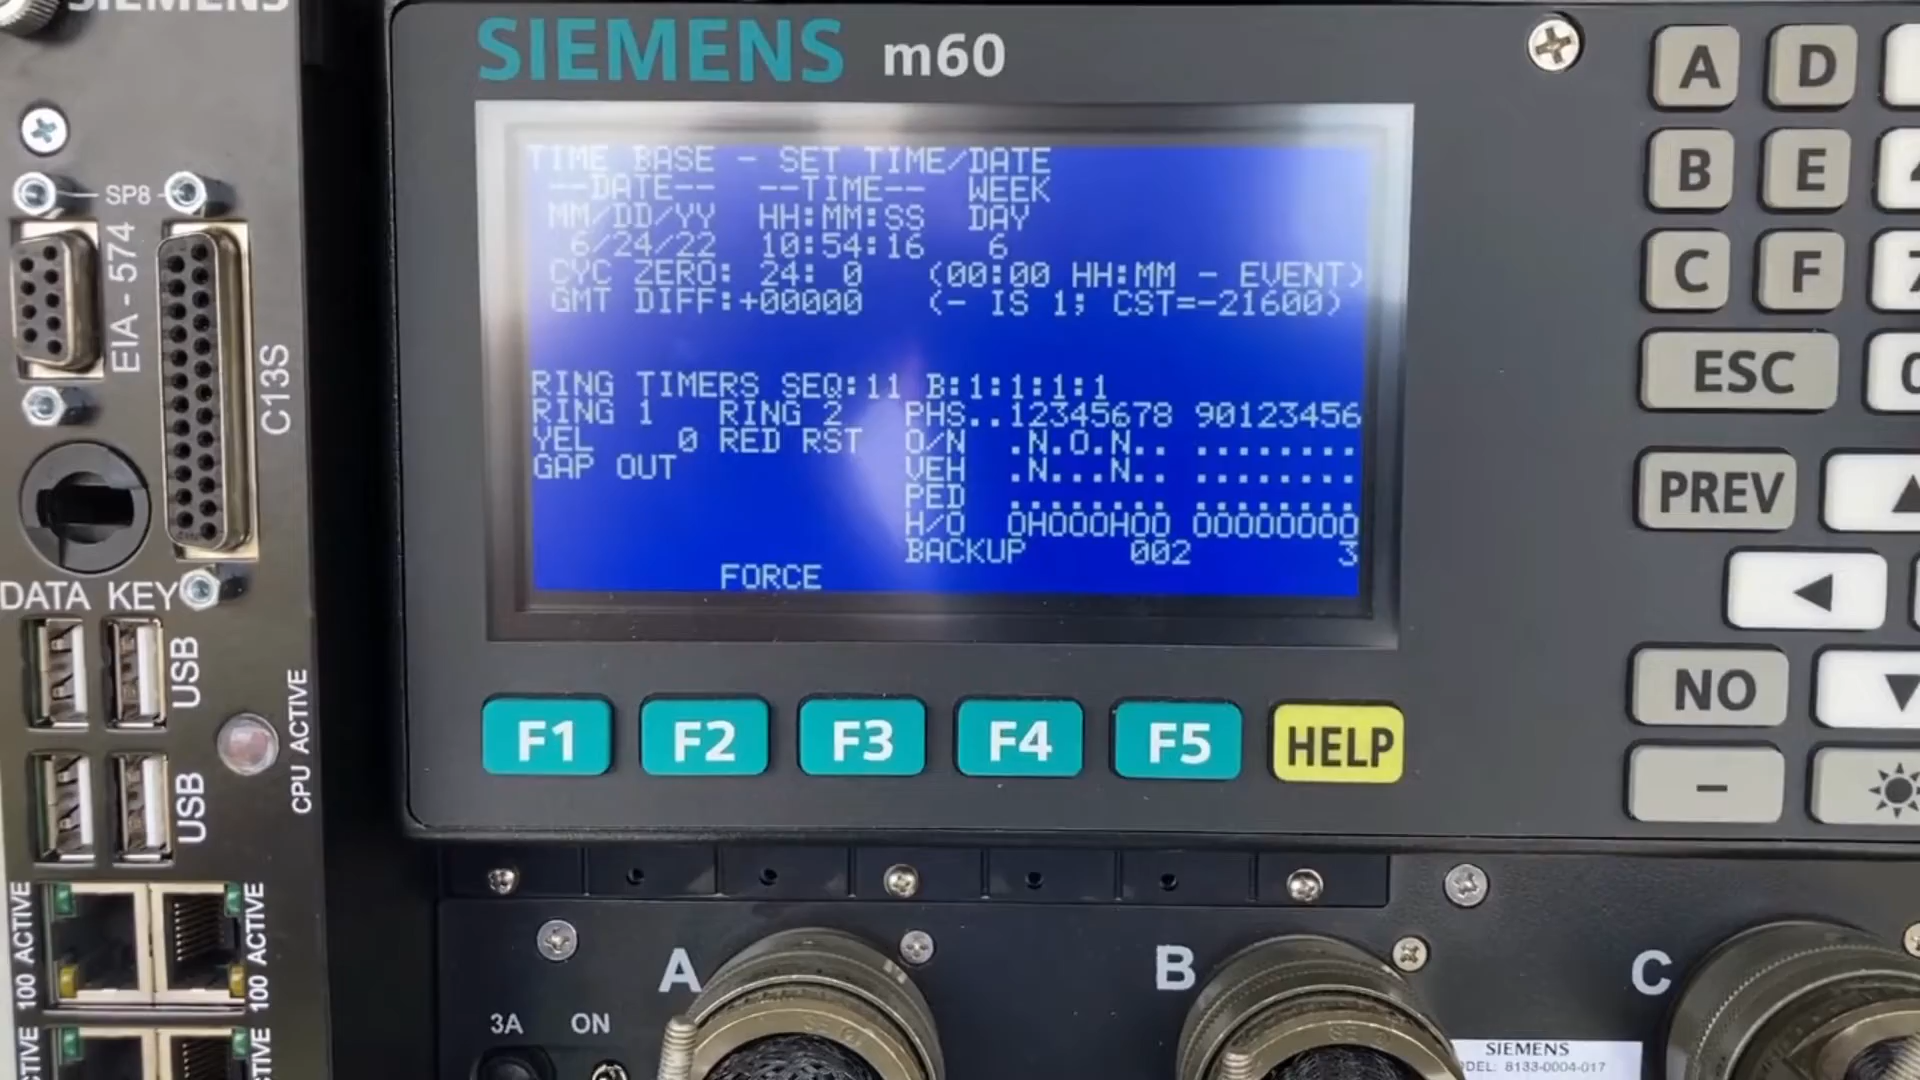 SIEMENS
SIEMENS m60
TIME BASE - SET TIME/DATE
--DATE-- --TIME-- WEEK
MM/DD/YY HH:MM:SS DAY
6/24/22 10:54:16 6
CYC ZERO: 24: 0 (00:00 HH:MM - EVENT)
GMT DIFF:+00000 (- IS 1; CST=-21600)
RING TIMERS SEQ:11 B:1:1:1:1
RING 1 RING 2 PHS..12345678 90123456
YEL 0 RED RST O/N .N.O.N.. ........
GAP OUT VEH .N...N.. ........
PED ........ ........
H/O 0H000H00 00000000
BACKUP 002 3
FORCE
F1 F2 F3 F4 F5 HELP
A D
B E
C F
ESC 0
PREV
NO
-
SP8
EIA - 574
C13S
DATA KEY
USB
USB
CPU ACTIVE
100 ACTIVE
100 ACTIVE
A
B
C
3A ON
SIEMENS
8133-0004-017